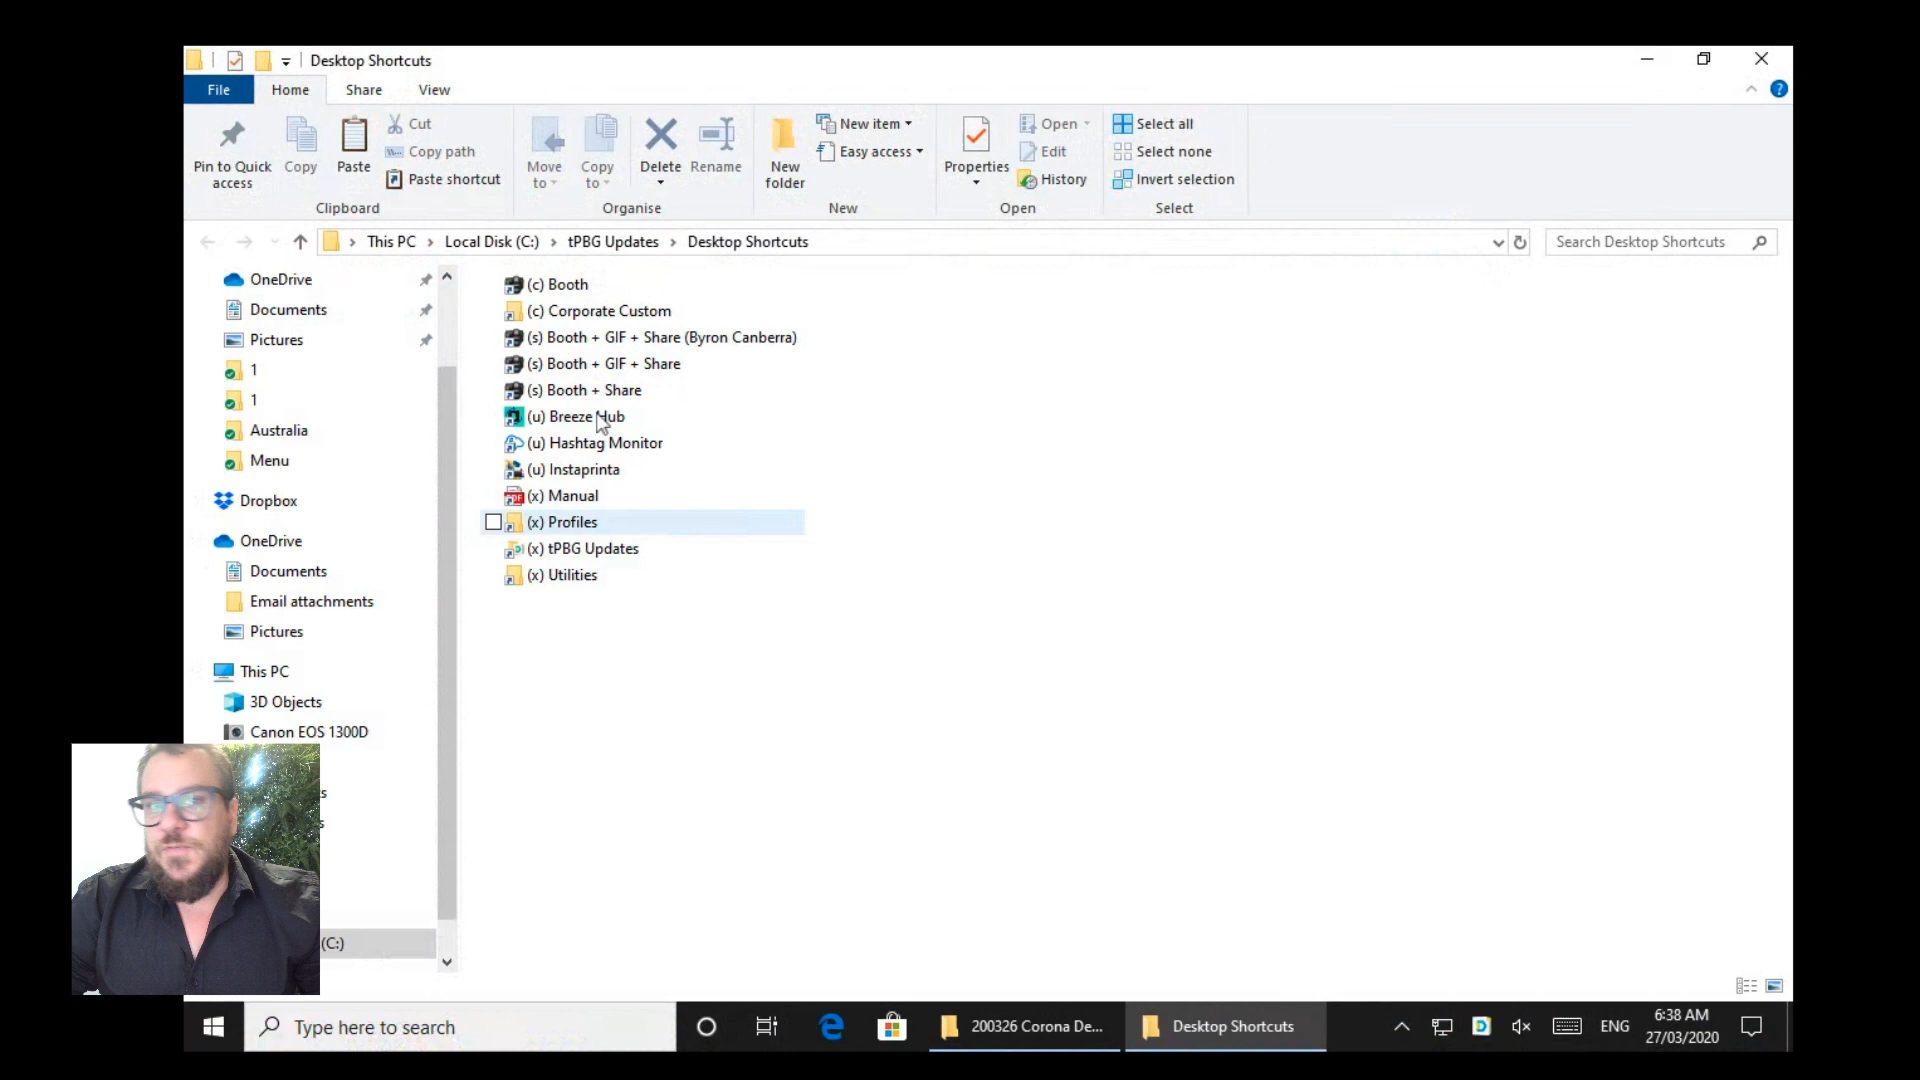 Desktop Shortcuts
File Home Share View
Pin to Quick access
Copy
Paste
Cut
Copy path
Paste shortcut
Clipboard
Move to
Copy to
Delete
Rename
Organise
New folder
New item
Easy access
New
Properties
Open
Edit
History
Open
Select all
Select none
Invert selection
Select
This PC > Local Disk (C:) > tPBG Updates > Desktop Shortcuts
Search Desktop Shortcuts
OneDrive
Documents
Pictures
1
1
Australia
Menu
Dropbox
OneDrive
Documents
Email attachments
Pictures
This PC
3D Objects
Canon EOS 1300D
(C:)
(c) Booth
(c) Corporate Custom
(s) Booth + GIF + Share (Byron Canberra)
(s) Booth + GIF + Share
(s) Booth + Share
(u) Breeze Hub
(u) Hashtag Monitor
(u) Instaprinta
(x) Manual
(x) Profiles
(x) tPBG Updates
(x) Utilities
Type here to search
200326 Corona De...
Desktop Shortcuts
ENG
6:38 AM
27/03/2020